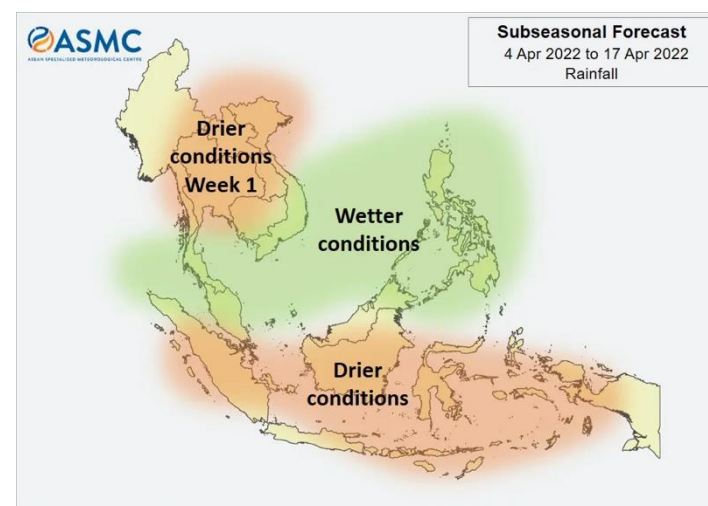 ASMC
ASEAN SPECIALISED METEOROLOGICAL CENTRE
Subseasonal Forecast
4 Apr 2022 to 17 Apr 2022
Rainfall
Drier
conditions
Week 1
Wetter
conditions
Drier
conditions